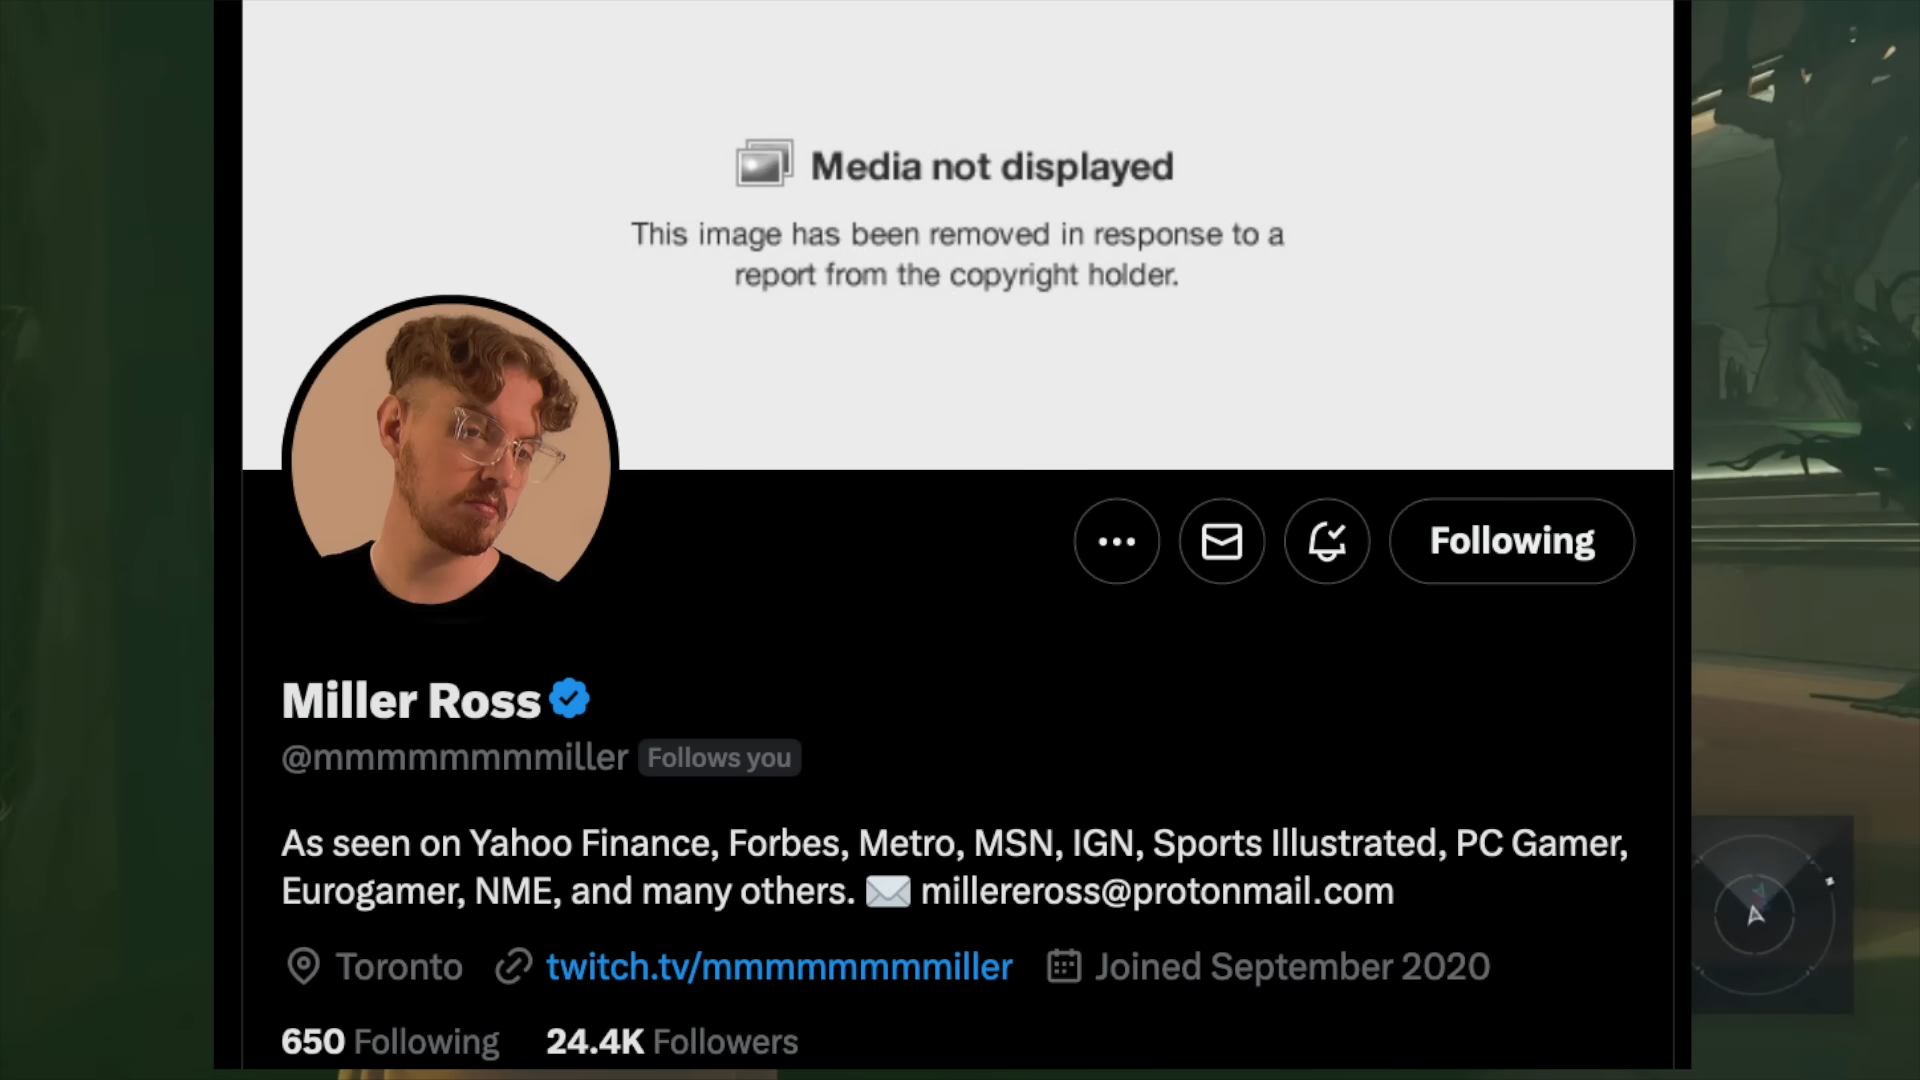 Media not displayed
This image has been removed in response to a
report from the copyright holder.
Following
Miller Ross
@mmmmmmmmiller Follows you
As seen on Yahoo Finance, Forbes, Metro, MSN, IGN, Sports Illustrated, PC Gamer,
Eurogamer, NME, and many others. ✉️ millereross@protonmail.com
Toronto twitch.tv/mmmmmmmmiller Joined September 2020
650 Following 24.4K Followers